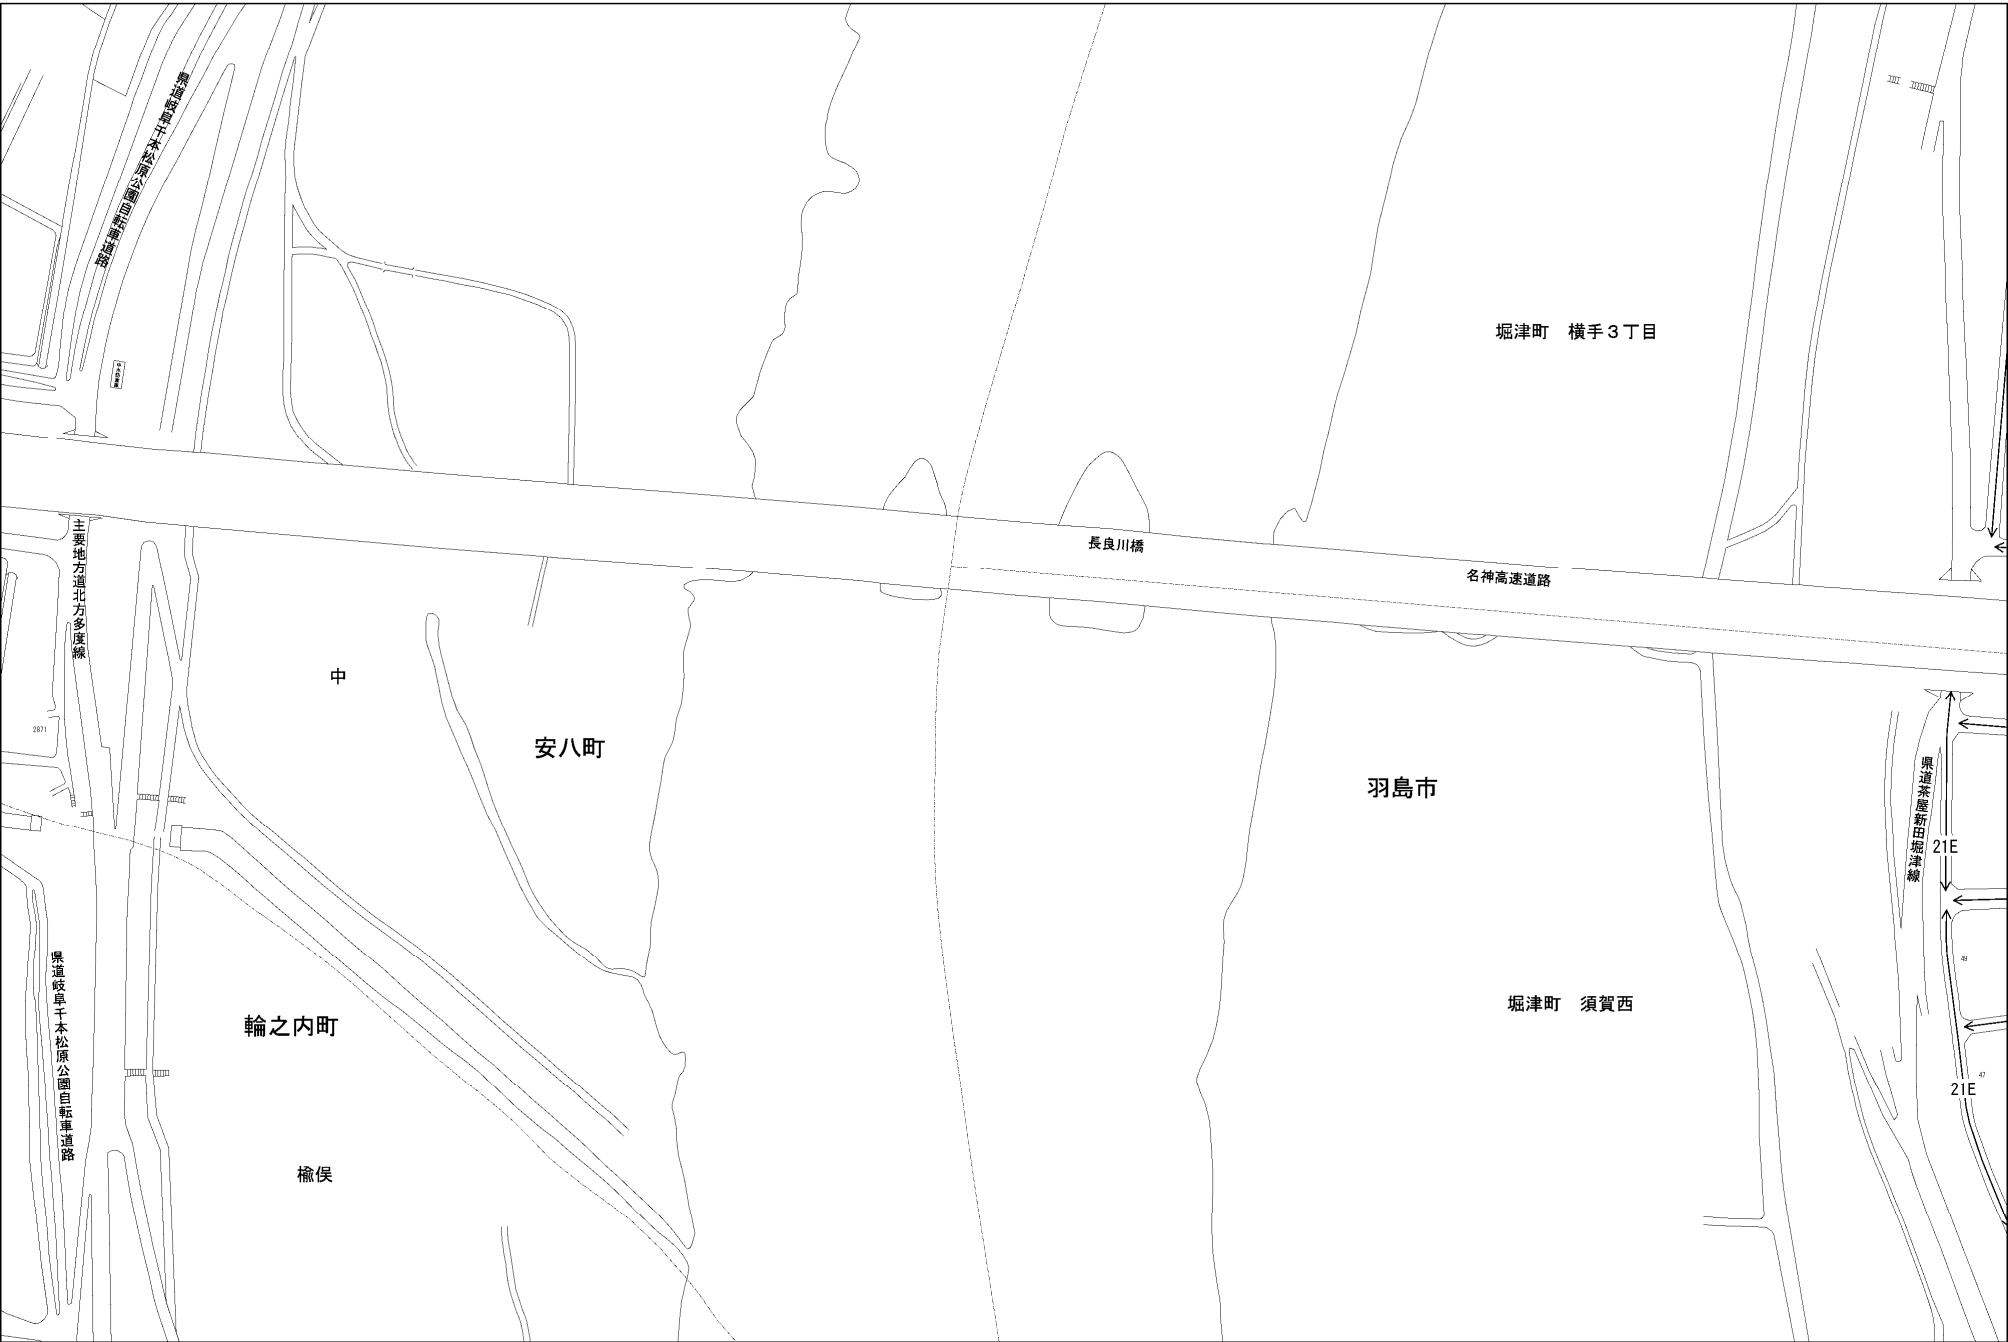 県道岐阜千本松原公園自転車道路
堀津町　横手３丁目
長良川橋
名神高速道路
主要地方道北方多度線
中
安八町
2871
羽島市
県道茶屋新田堀津線
21E
49
堀津町　須賀西
県道岐阜千本松原公園自転車道路
輪之内町
47
21E
楡俣